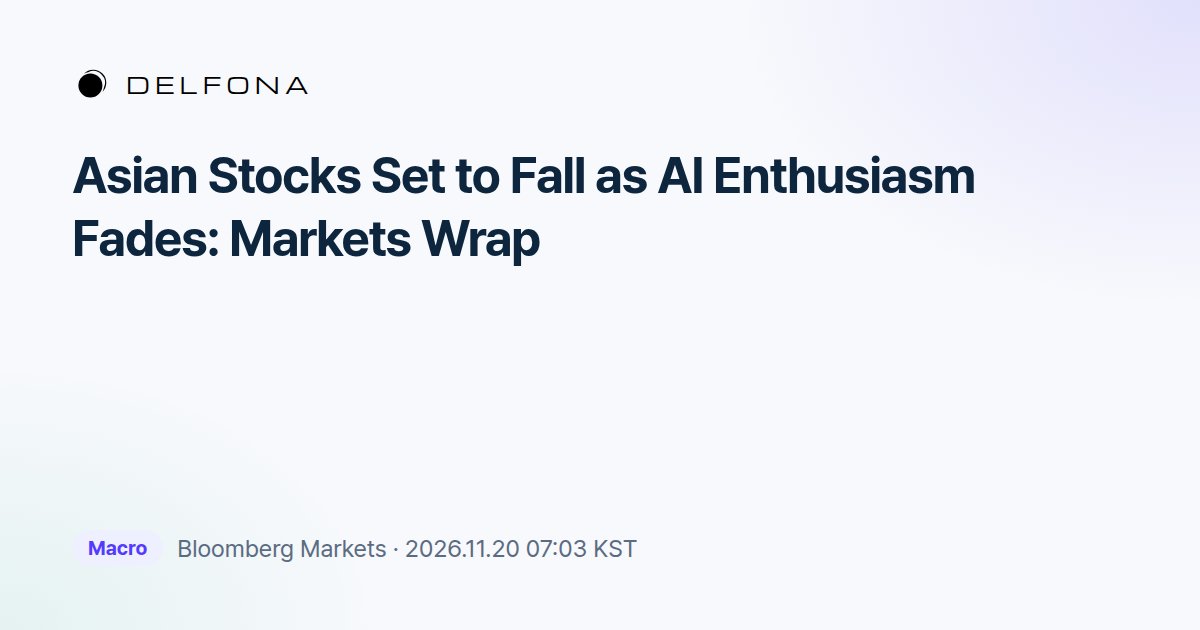 DELFONA
Asian Stocks Set to Fall as AI Enthusiasm
Fades: Markets Wrap
Macro Bloomberg Markets · 2026.11.20 07:03 KST